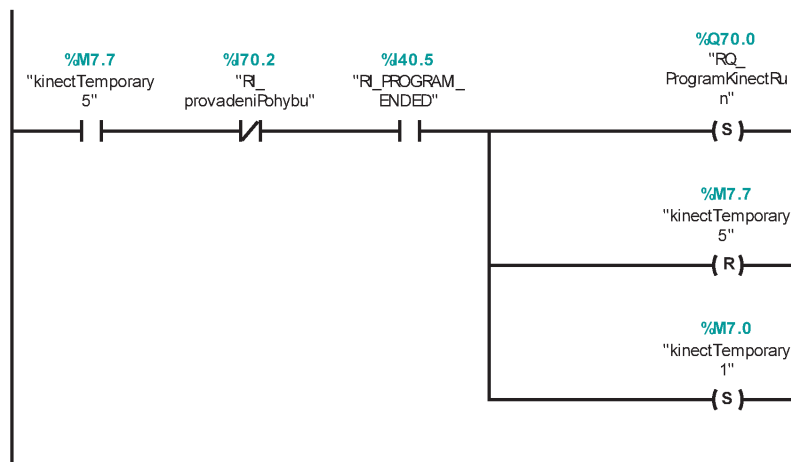 %M7.7
"kinectTemporary
5"
%I70.2
"RI_
provadeniPohybu"
%I40.5
"RI_PROGRAM_
ENDED"
%Q70.0
"RQ_
ProgramKinectRu
n"
S
%M7.7
"kinectTemporary
5"
R
%M7.0
"kinectTemporary
1"
S